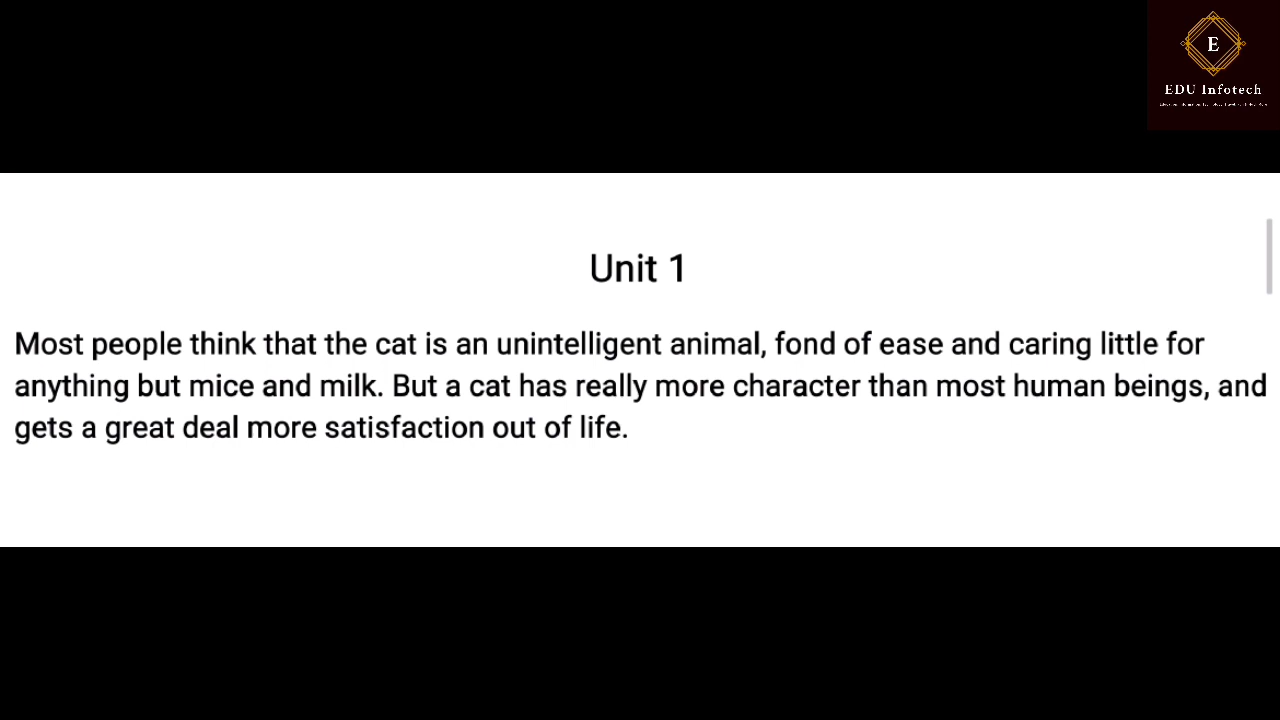 E
EDU Infotech
Unit 1
Most people think that the cat is an unintelligent animal, fond of ease and caring little for
anything but mice and milk. But a cat has really more character than most human beings, and
gets a great deal more satisfaction out of life.